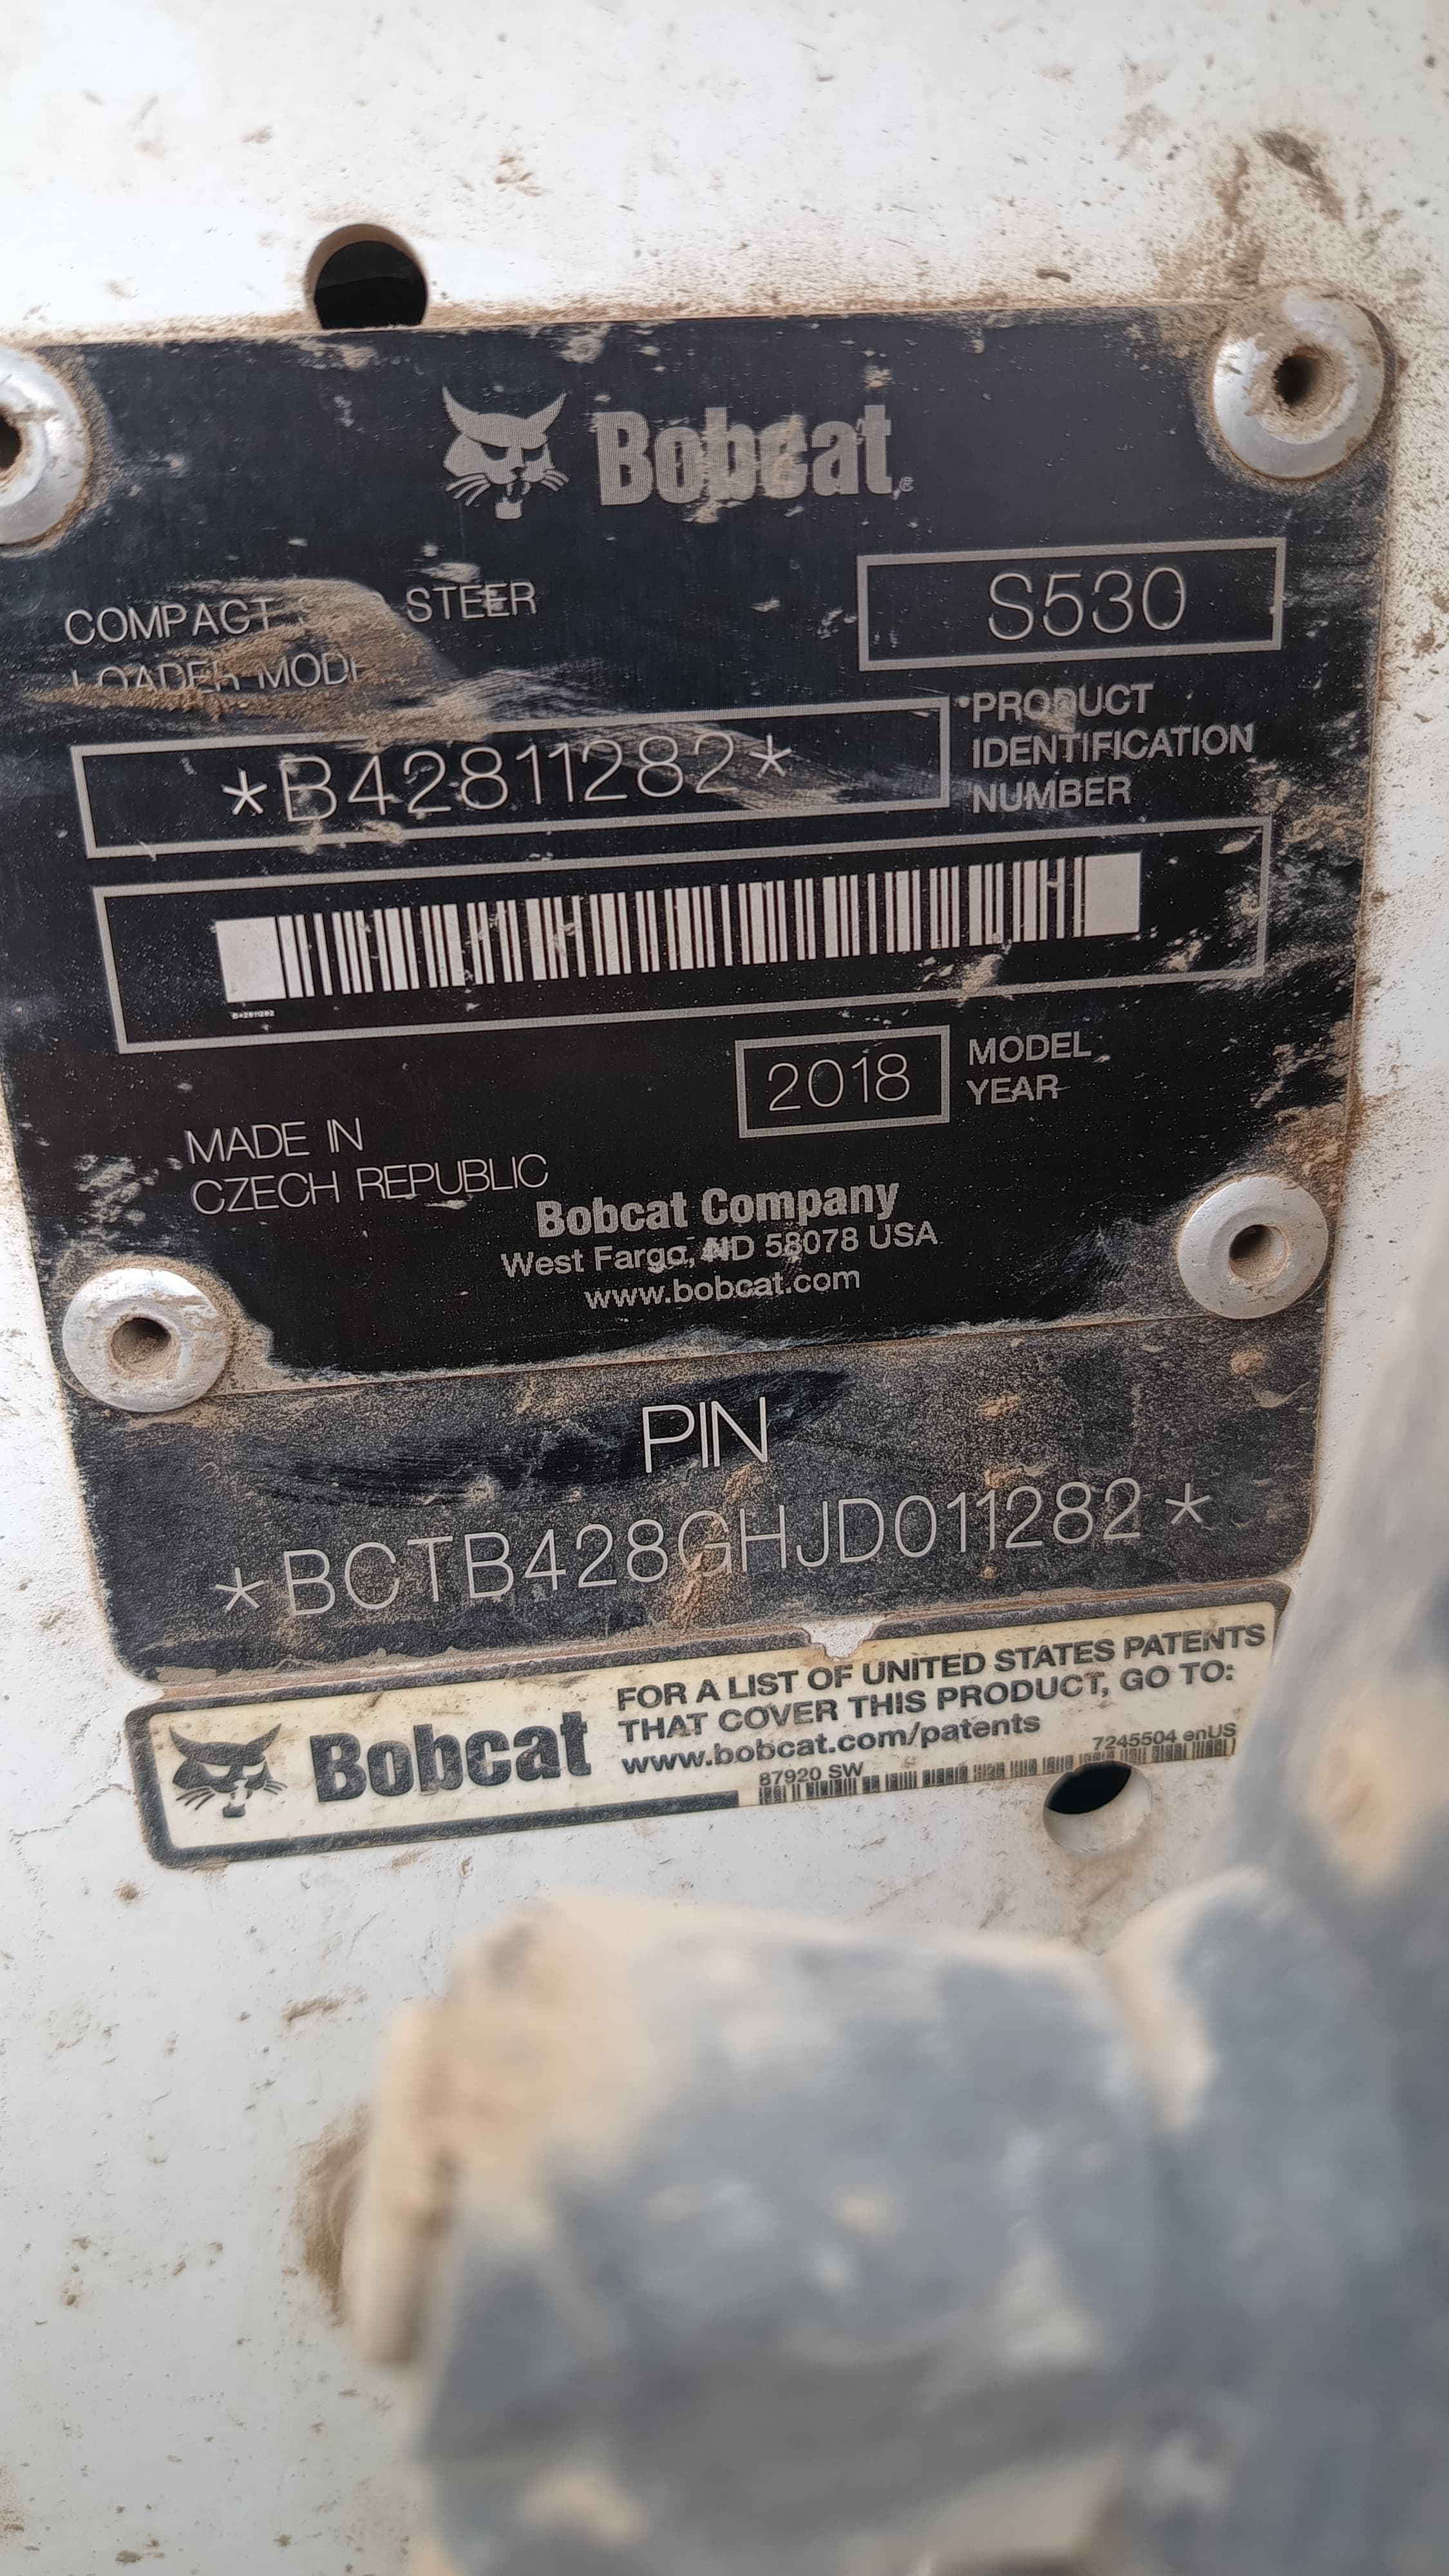 Bobcat®
COMPACT STEER
LOADER MODE
S530
*B42811282*
PRODUCT
IDENTIFICATION
NUMBER
B42811282
2018
MODEL
YEAR
MADE IN
CZECH REPUBLIC
Bobcat Company
West Fargo, ND 58078 USA
www.bobcat.com
PIN
*BCTB428GHJD011282*
Bobcat
FOR A LIST OF UNITED STATES PATENTS
THAT COVER THIS PRODUCT, GO TO:
www.bobcat.com/patents
87920 SW
7245504 enUS